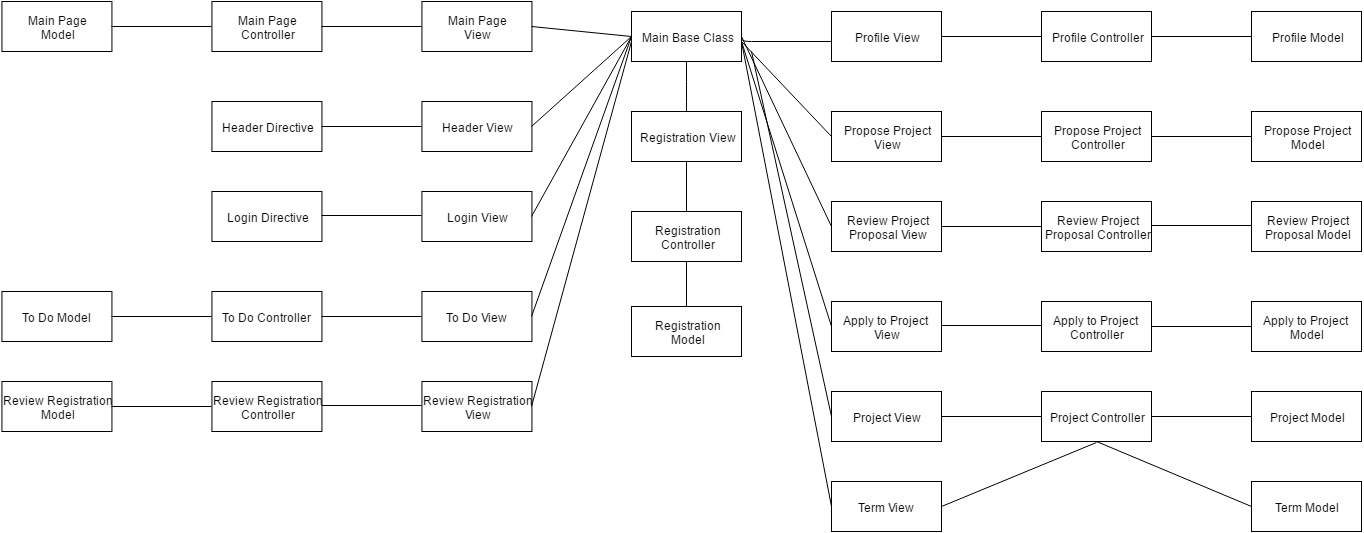 Main Page
Model
Main Page
Controller
Main Page
View
Main Base Class
Profile View
Profile Controller
Profile Model
Header Directive
Header View
Registration View
Propose Project
View
Propose Project
Controller
Propose Project
Model
Login Directive
Login View
Registration
Controller
Review Project
Proposal View
Review Project
Proposal Controller
Review Project
Proposal Model
To Do Model
To Do Controller
To Do View
Registration
Model
Apply to Project
View
Apply to Project
Controller
Apply to Project
Model
Review Registration
Model
Review Registration
Controller
Review Registration
View
Project View
Project Controller
Project Model
Term View
Term Model